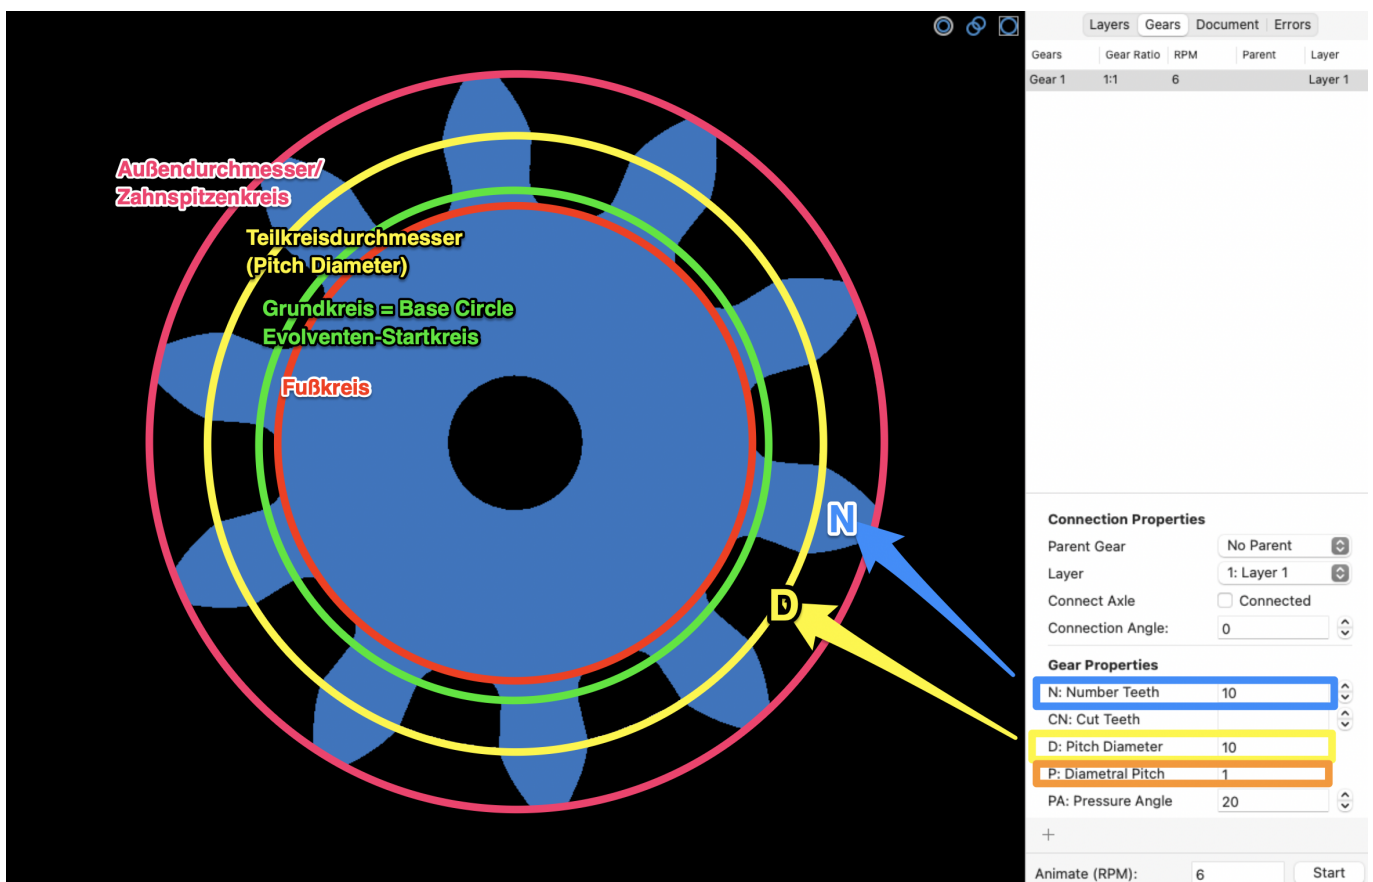 Layers Gears Document Errors
Gears Gear Ratio RPM Parent Layer
Gear 1 1:1 6 Layer 1
Außendurchmesser/
Zahnspitzenkreis
Teilkreisdurchmesser
(Pitch Diameter)
Grundkreis = Base Circle
Evolventen-Startkreis
Fußkreis
N
D
Connection Properties
Parent Gear No Parent
Layer 1: Layer 1
Connect Axle Connected
Connection Angle: 0
Gear Properties
N: Number Teeth 10
CN: Cut Teeth
D: Pitch Diameter 10
P: Diametral Pitch 1
PA: Pressure Angle 20
+
Animate (RPM): 6 Start